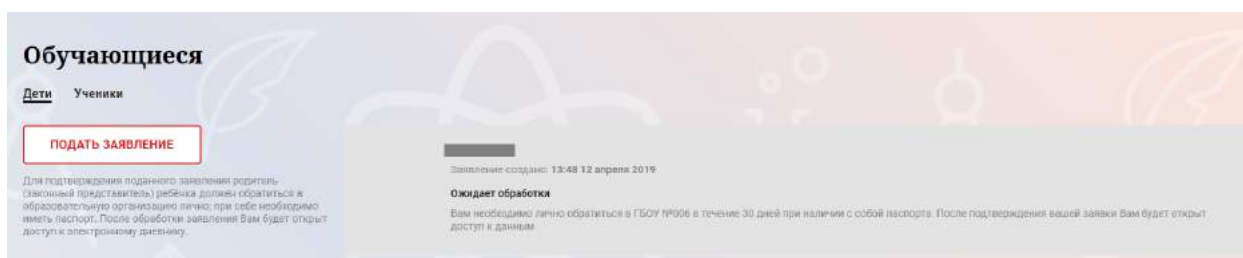 Обучающиеся
Дети Ученики
ПОДАТЬ ЗАЯВЛЕНИЕ
Для подтверждения поданного заявления родитель
(законный представитель) ребёнка должен обратиться в
образовательную организацию лично; при себе необходимо
иметь паспорт. После обработки заявления Вам будет открыт
доступ к электронному дневнику.
Заявление создано: 13:48 12 апреля 2019
Ожидает обработки
Вам необходимо лично обратиться в ГБОУ №006 в течение 30 дней при наличии с собой паспорта. После подтверждения вашей заявки Вам будет открыт
доступ к данным